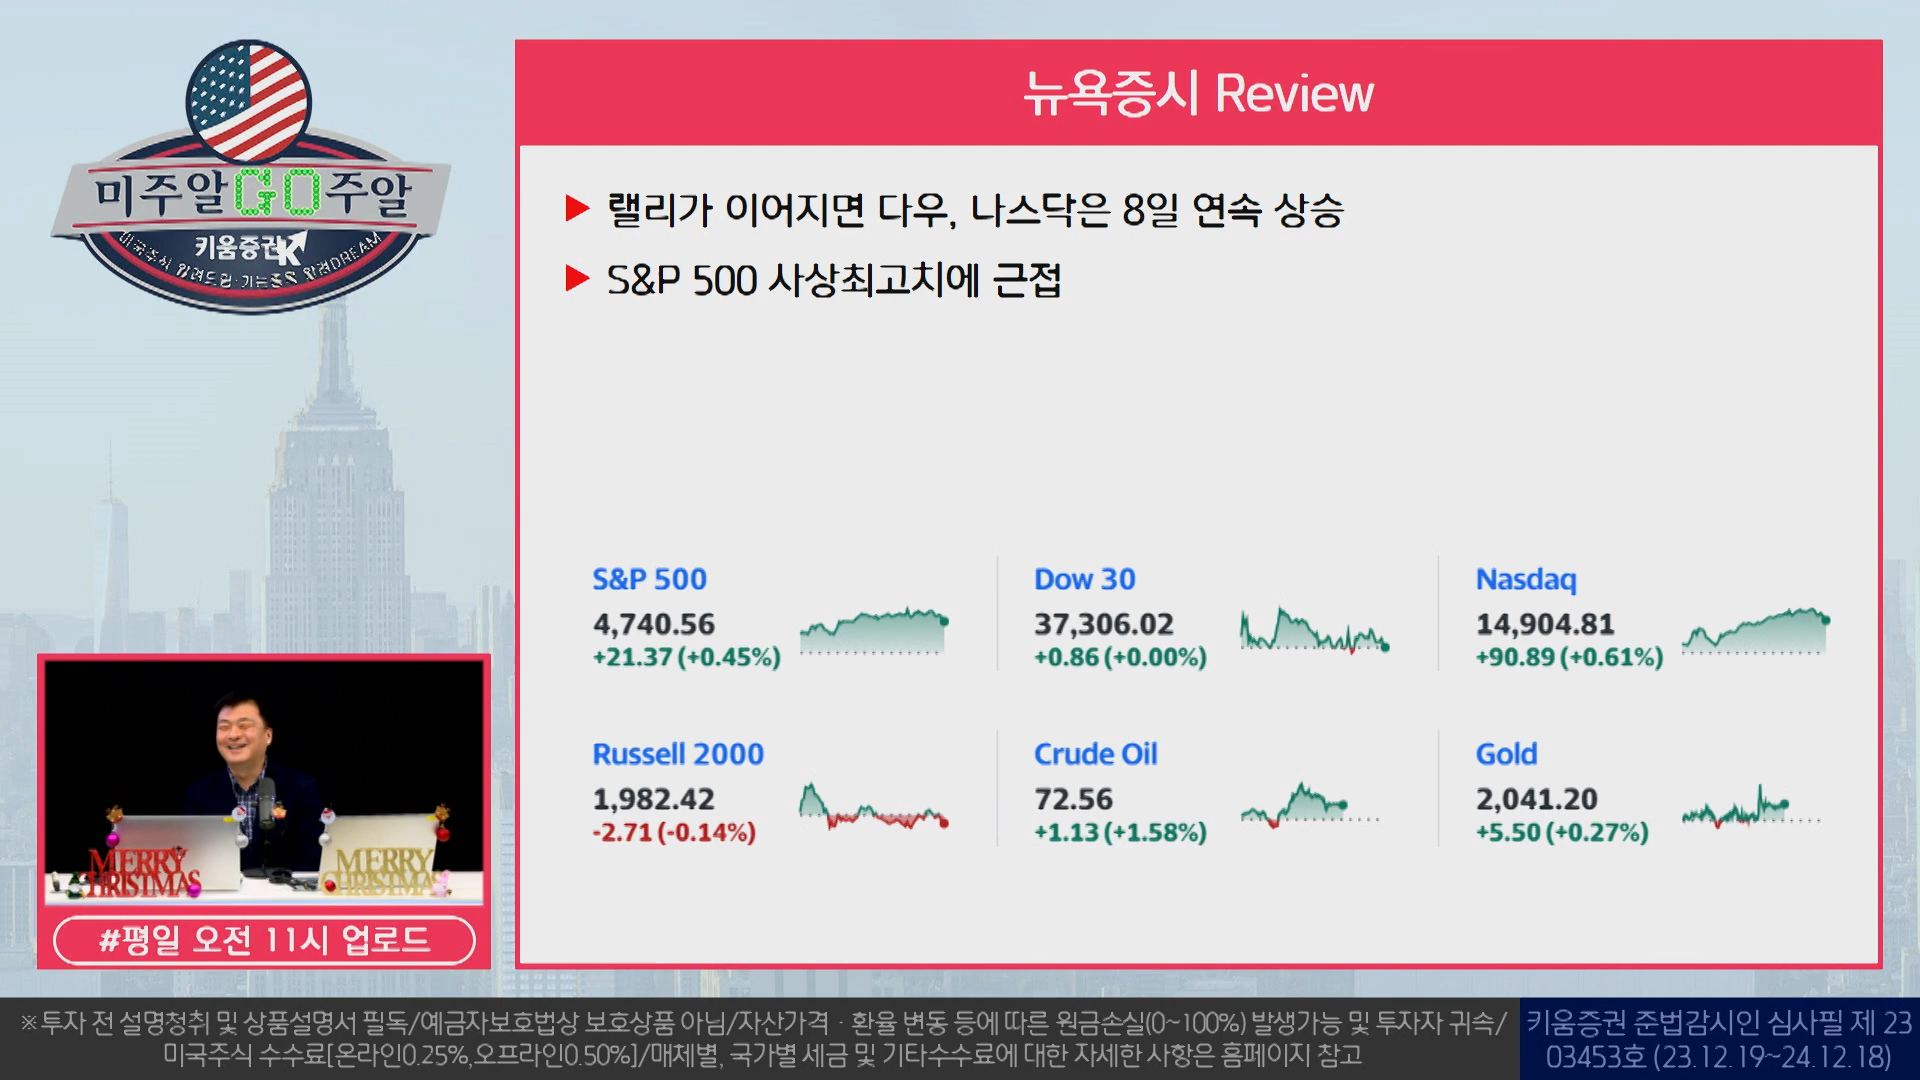 미주알GO주알
키움증권
뉴욕증시 Review
▶ 랠리가 이어지면 다우, 나스닥은 8일 연속 상승
▶ S&P 500 사상최고치에 근접
S&P 500
4,740.56
+21.37 (+0.45%)
Dow 30
37,306.02
+0.86 (+0.00%)
Nasdaq
14,904.81
+90.89 (+0.61%)
Russell 2000
1,982.42
-2.71 (-0.14%)
Crude Oil
72.56
+1.13 (+1.58%)
Gold
2,041.20
+5.50 (+0.27%)
MERRY
CHRISTMAS
MERRY
CHRISTMAS
#평일 오전 11시 업로드
※ 투자 전 설명청취 및 상품설명서 필독/예금자보호법상 보호상품 아님/자산가격 · 환율 변동 등에 따른 원금손실(0~100%) 발생가능 및 투자자 귀속/
미국주식 수수료[온라인0.25%,오프라인0.50%]/매체별, 국가별 세금 및 기타수수료에 대한 자세한 사항은 홈페이지 참고
키움증권 준법감시인 심사필 제 23
03453호 (23.12.19~24.12.18)